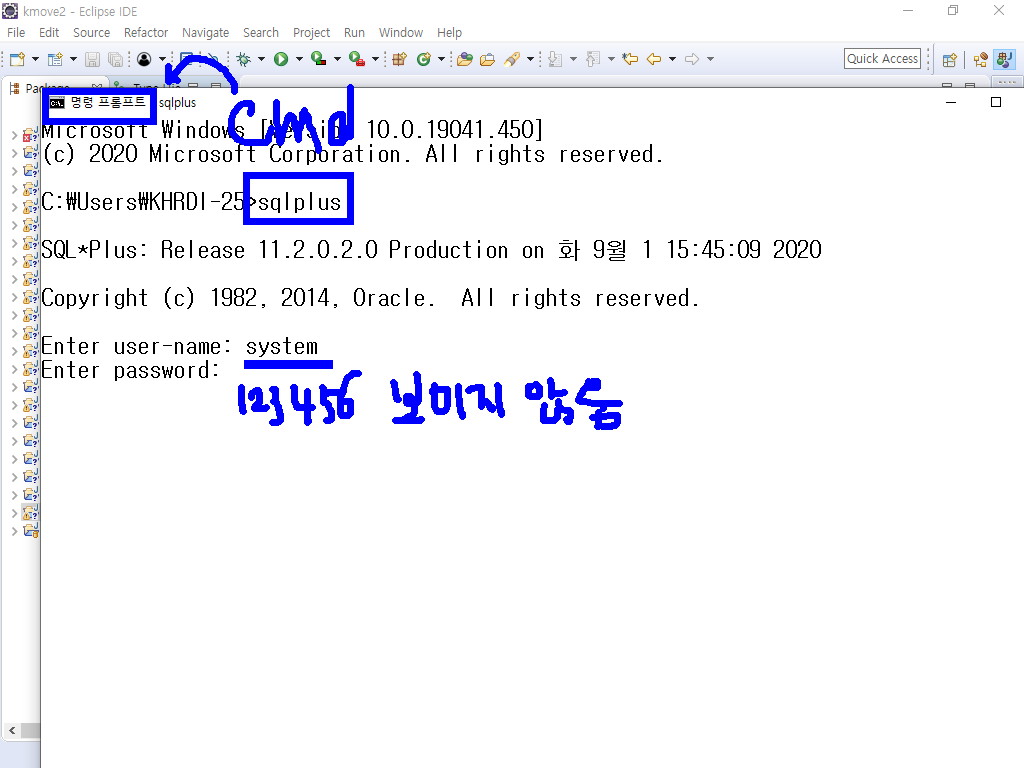 kmove2 - Eclipse IDE
File Edit Source Refactor Navigate Search Project Run Window Help
Quick Access
명령 프롬프트 - sqlplus
cmd
Microsoft Windows [Version 10.0.19041.450]
(c) 2020 Microsoft Corporation. All rights reserved.
C:₩Users₩KHRDI-25>sqlplus
SQL*Plus: Release 11.2.0.2.0 Production on 화 9월 1 15:45:09 2020
Copyright (c) 1982, 2014, Oracle.  All rights reserved.
Enter user-name: system
Enter password:
123456 보이지 않음